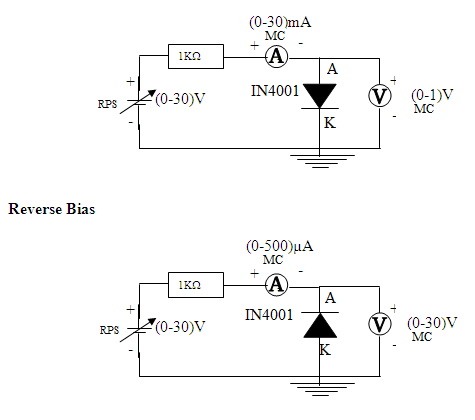 (0-30)mA
MC
+ -
1KΩ
A
A
+
IN4001
V
+
(0-1)V
MC
RPS
(0-30)V
-
K
-
Reverse Bias
(0-500)µA
MC
+ -
1KΩ
A
A
+
IN4001
V
+
(0-30)V
MC
RPS
(0-30)V
-
K
-